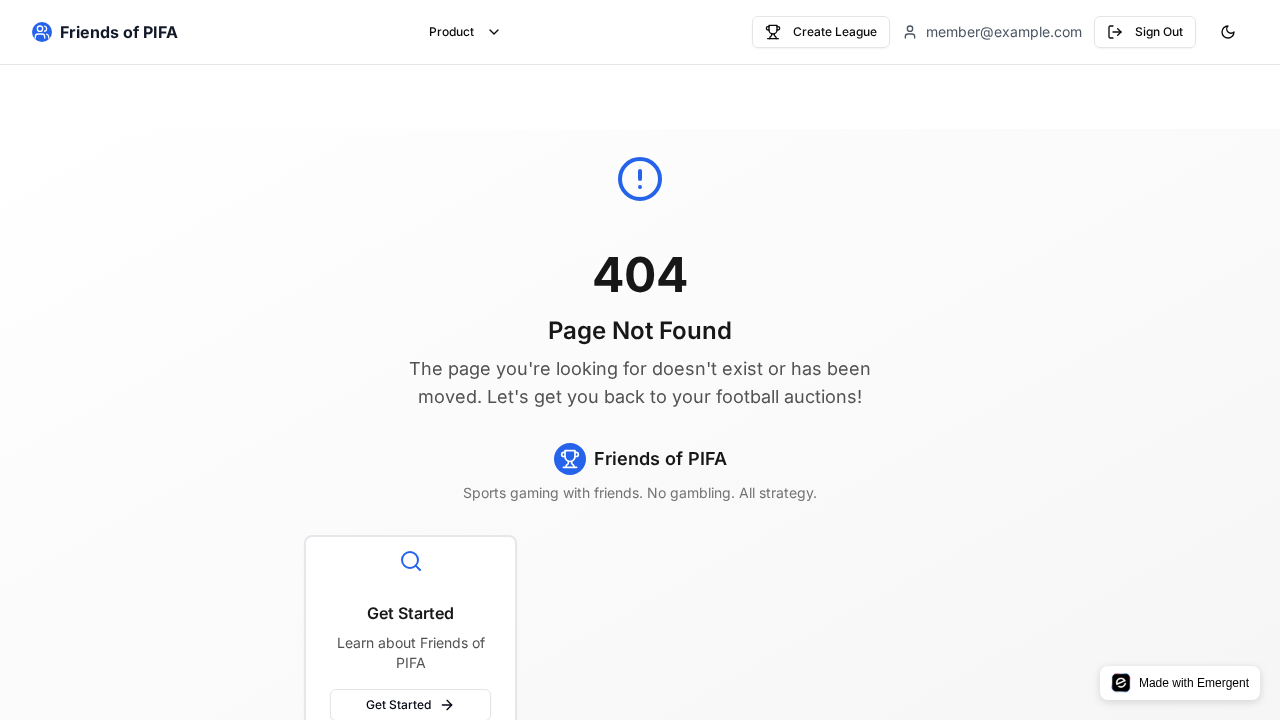 Friends of PIFA
Product
Create League
member@example.com
Sign Out
404
Page Not Found
The page you're looking for doesn't exist or has been
moved. Let's get you back to your football auctions!
Friends of PIFA
Sports gaming with friends. No gambling. All strategy.
Get Started
Learn about Friends of
PIFA
Get Started
Made with Emergent